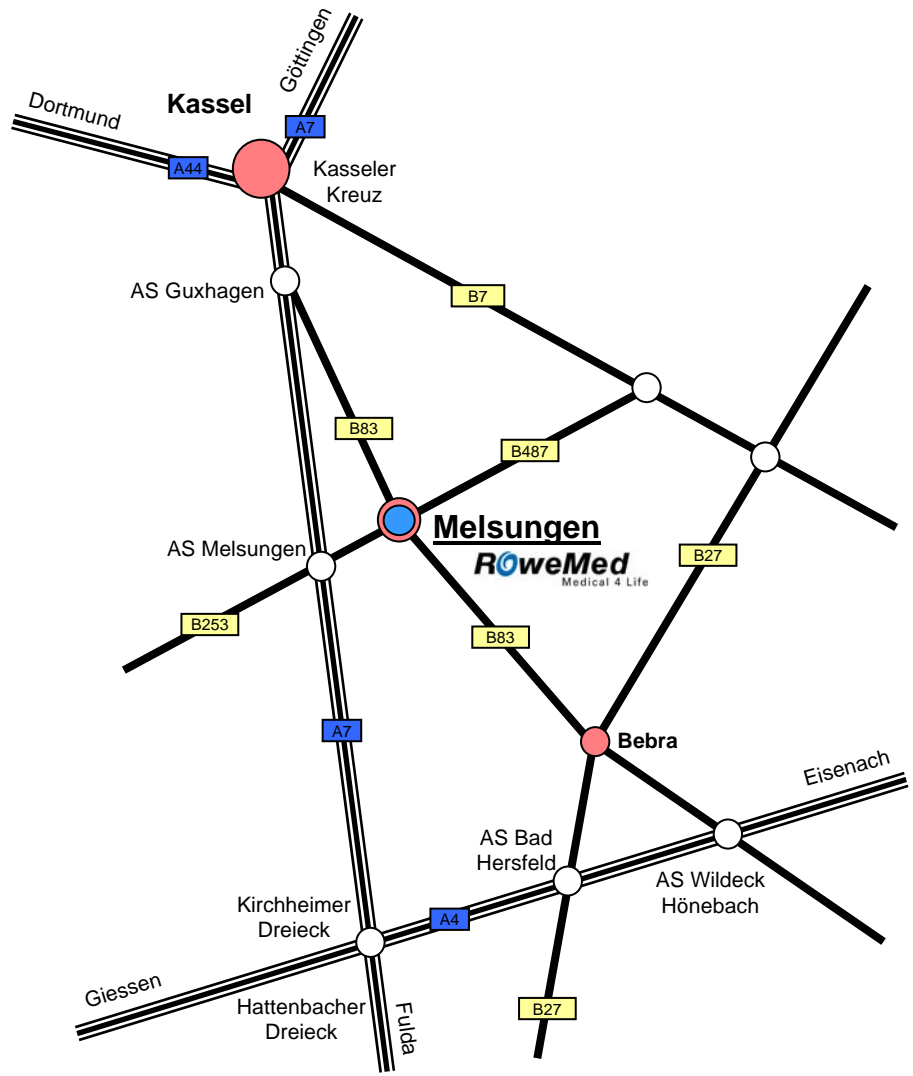 Göttingen
Dortmund
Kassel
A7
A44
Kasseler
Kreuz
AS Guxhagen
B7
B83
B487
Melsungen
AS Melsungen
RoweMed
Medical 4 Life
B27
B253
B83
A7
Bebra
Eisenach
AS Bad
Hersfeld
AS Wildeck
Hönebach
Kirchheimer
Dreieck
A4
Giessen
Hattenbacher
Dreieck
Fulda
B27